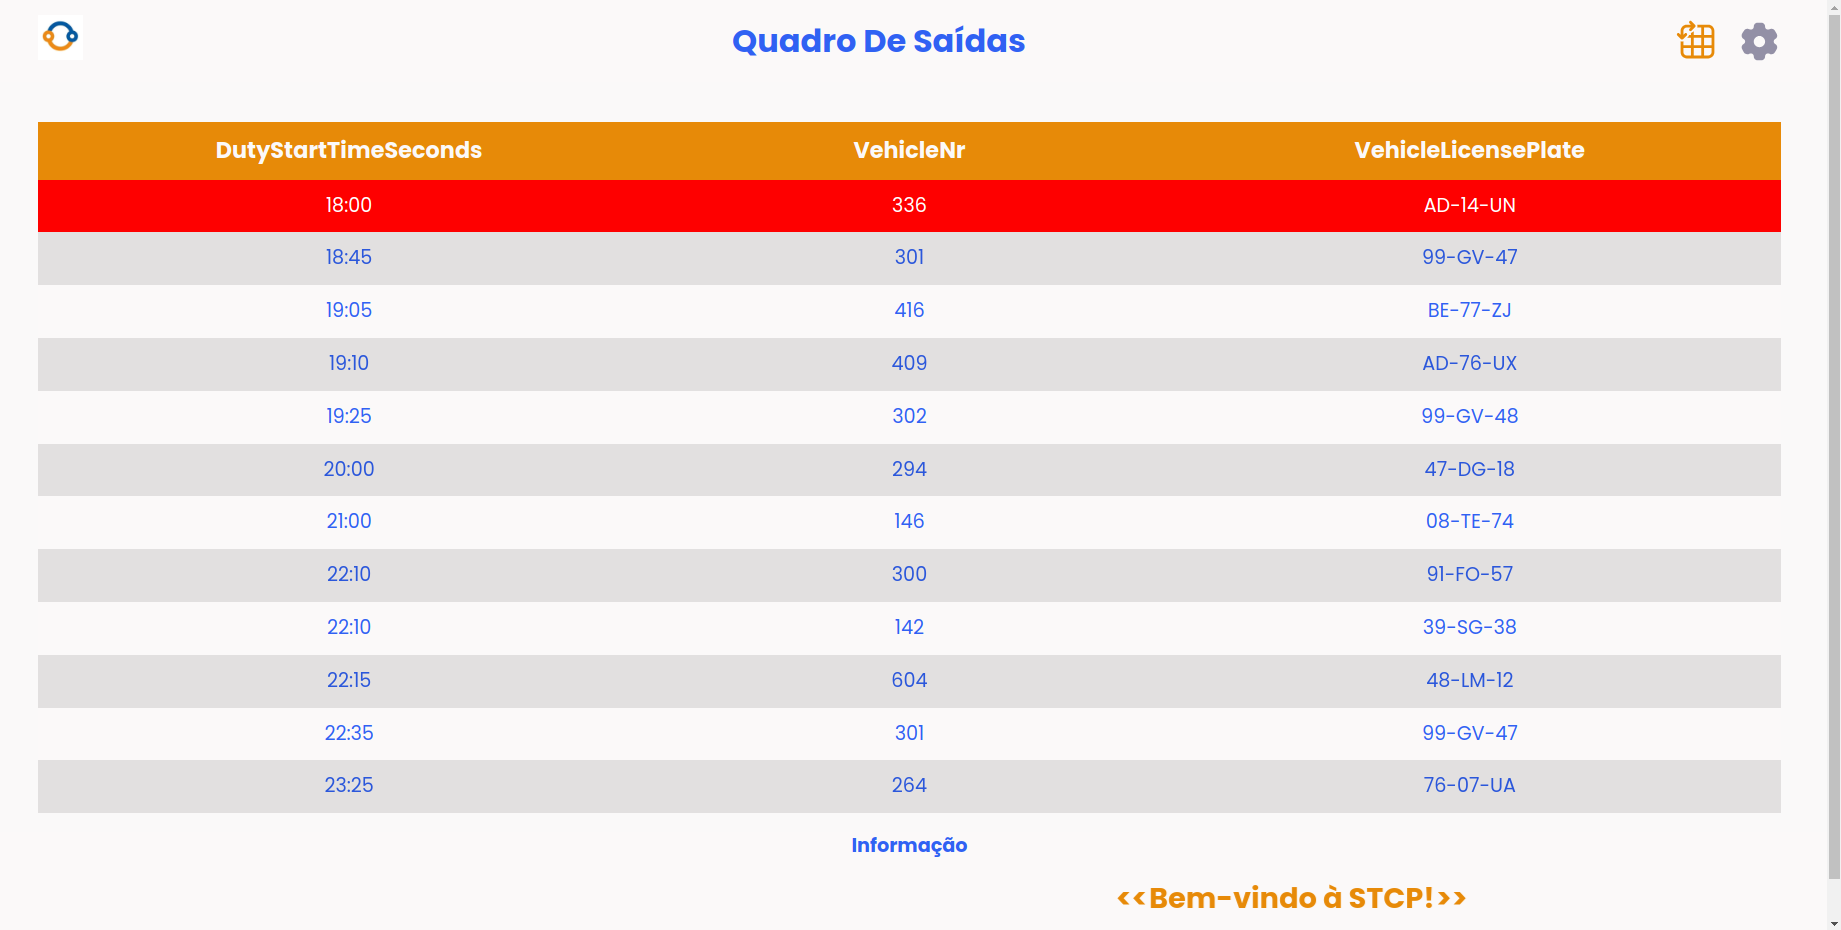 Quadro De Saídas
DutyStartTimeSeconds VehicleNr VehicleLicensePlate
18:00 336 AD-14-UN
18:45 301 99-GV-47
19:05 416 BE-77-ZJ
19:10 409 AD-76-UX
19:25 302 99-GV-48
20:00 294 47-DG-18
21:00 146 08-TE-74
22:10 300 91-FO-57
22:10 142 39-SG-38
22:15 604 48-LM-12
22:35 301 99-GV-47
23:25 264 76-07-UA
Informação
<<Bem-vindo à STCP!>>